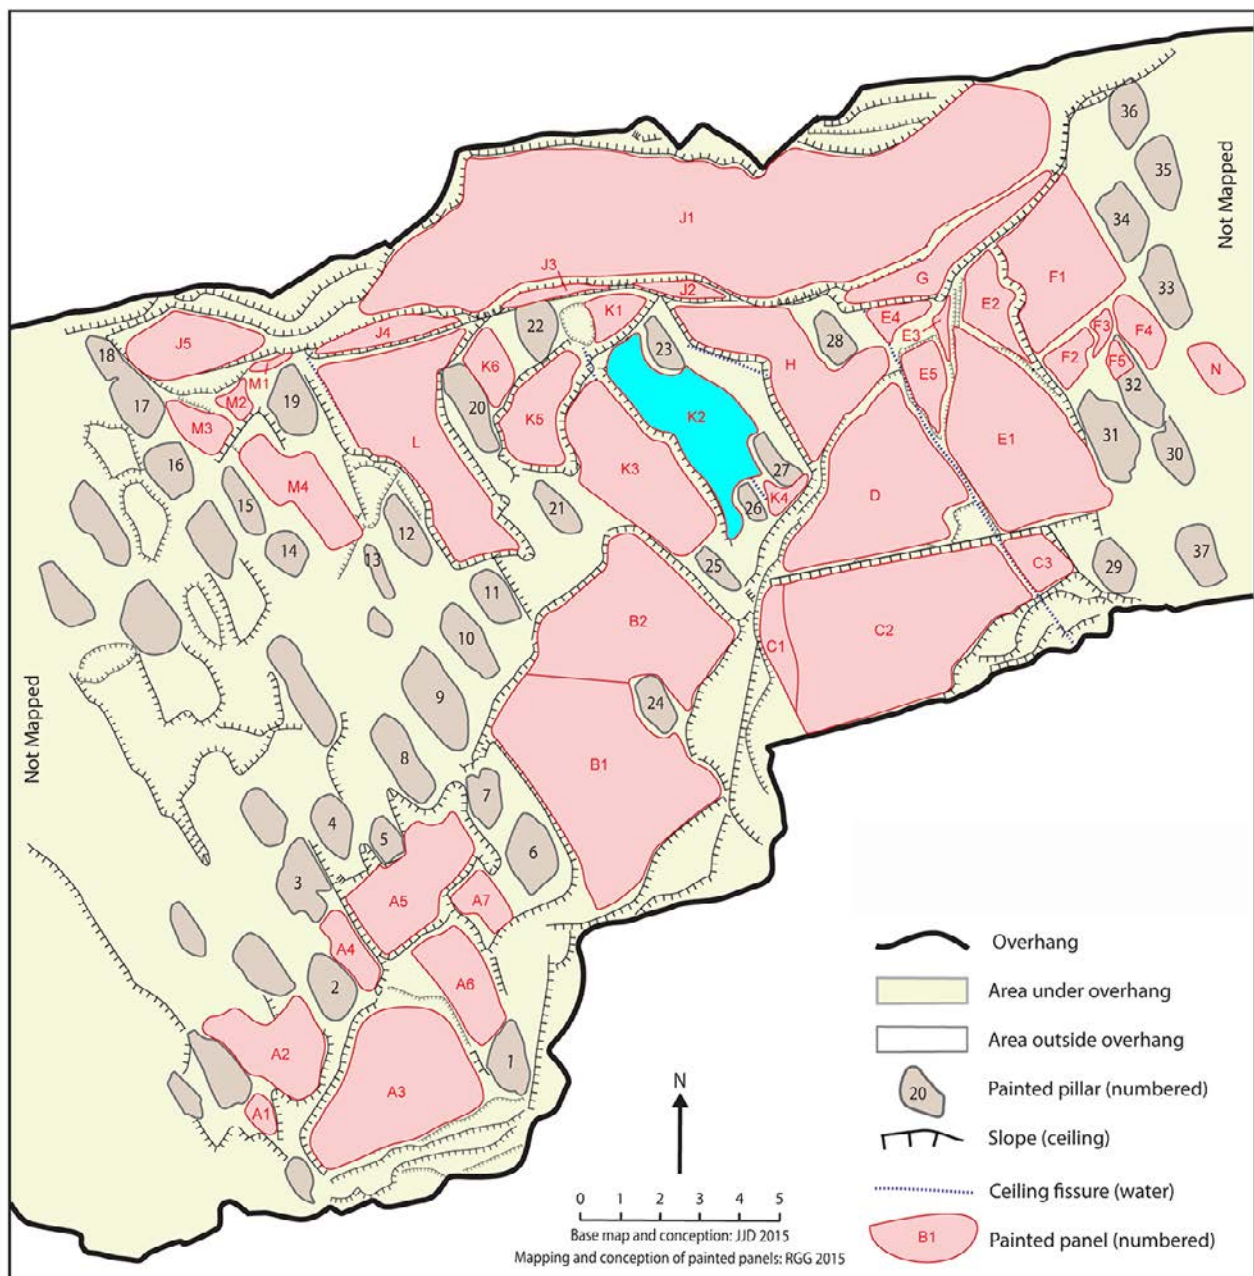 36
35
Not Mapped
34
J1
33
J3
J2
G
E2
F1
K1
E4
E3
F3
F4
22
23
28
J5
J4
18
M1
K6
H
F2
F5
N
E5
32
17
M2
19
20
K5
K2
M3
L
E1
31
30
16
K3
27
M4
K4
D
15
26
21
12
14
13
25
C3
29
37
11
B2
C1
C2
10
9
24
Not Mapped
8
B1
7
4
5
6
3
A5
A7
A4
2
A6
A2
1
A3
A1
N
0 1 2 3 4 5
Base map and conception: JJD 2015
Mapping and conception of painted panels: RGG 2015
Overhang
Area under overhang
Area outside overhang
20 Painted pillar (numbered)
Slope (ceiling)
Ceiling fissure (water)
B1 Painted panel (numbered)